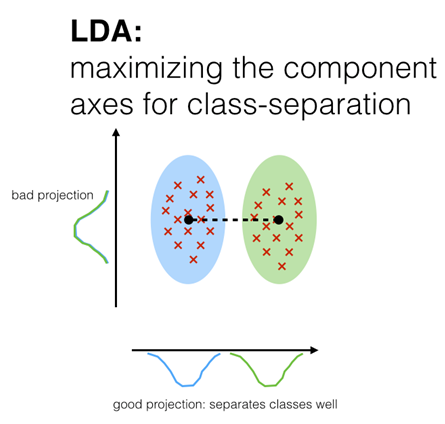 LDA:
maximizing the component
axes for class-separation
bad projection
good projection: separates classes well